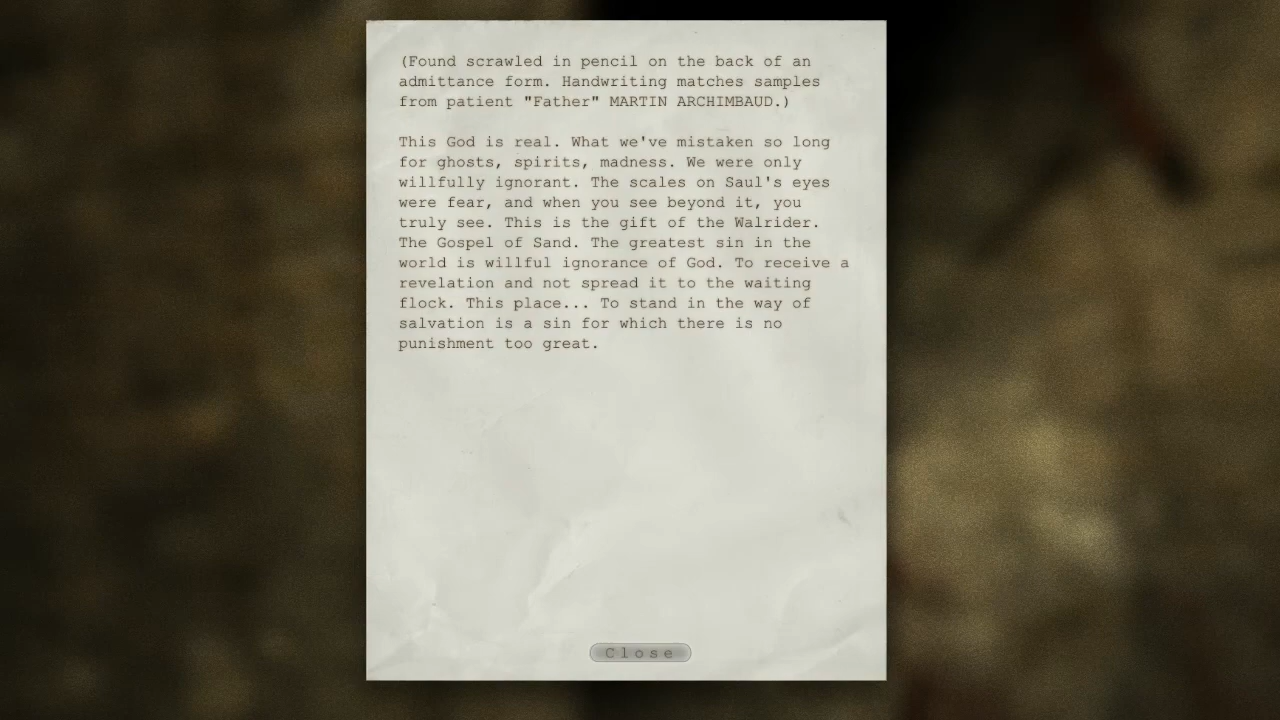 (Found scrawled in pencil on the back of an
admittance form. Handwriting matches samples
from patient "Father" MARTIN ARCHIMBAUD.)
This God is real. What we've mistaken so long
for ghosts, spirits, madness. We were only
willfully ignorant. The scales on Saul's eyes
were fear, and when you see beyond it, you
truly see. This is the gift of the Walrider.
The Gospel of Sand. The greatest sin in the
world is willful ignorance of God. To receive a
revelation and not spread it to the waiting
flock. This place... To stand in the way of
salvation is a sin for which there is no
punishment too great.
Close